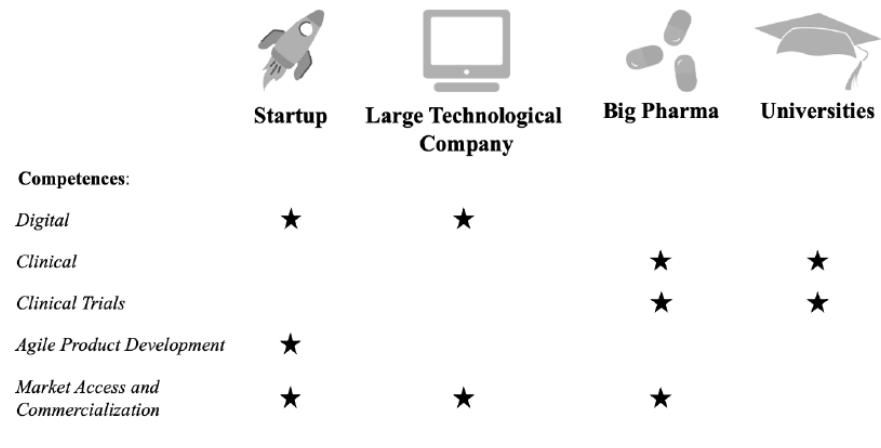 Startup
Large Technological
Company
Big Pharma
Universities
Competences:
Digital
Clinical
Clinical Trials
Agile Product Development
Market Access and
Commercialization